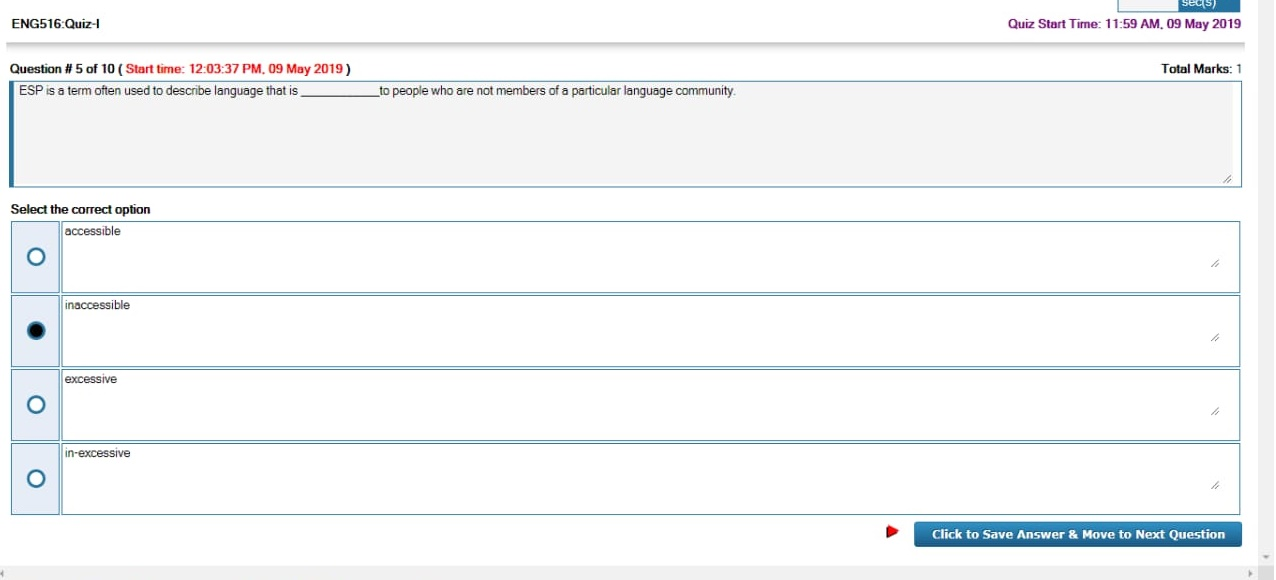 sec(s)
ENG516:Quiz-I
Quiz Start Time: 11:59 AM, 09 May 2019
Question # 5 of 10 ( Start time: 12:03:37 PM, 09 May 2019 )
Total Marks: 1
ESP is a term often used to describe language that is ____________to people who are not members of a particular language community.
Select the correct option
accessible
inaccessible
excessive
in-excessive
Click to Save Answer & Move to Next Question